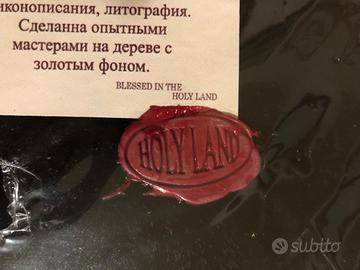 иконописания, литография.
Сделанна опытными
мастерами на дереве с
золотым фоном.
BLESSED IN THE
HOLY LAND
HOLY LAND
subito